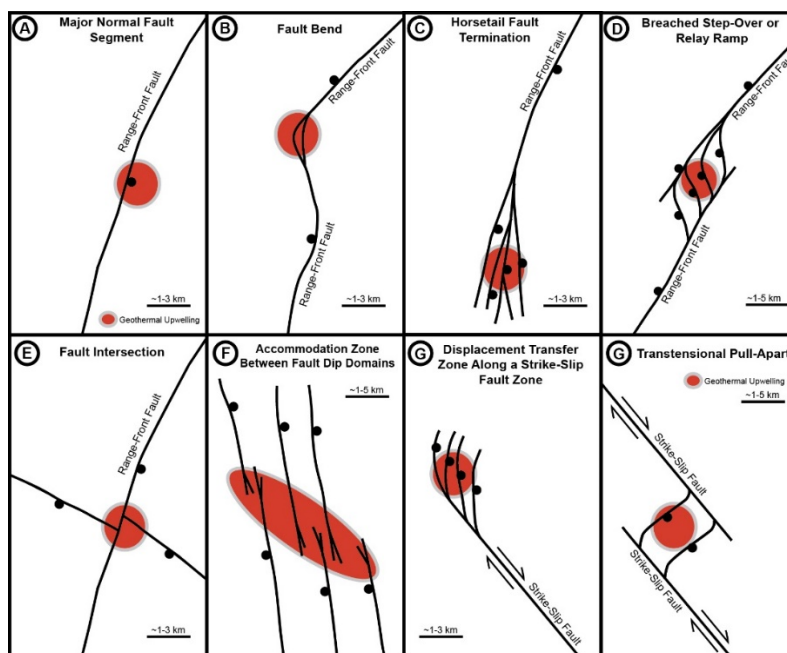 A
Major Normal Fault
Segment
Range-Front Fault
~1-3 km
Geothermal Upwelling
B
Fault Bend
Range-Front Fault
Range-Front Fault
~1-3 km
C
Horsetail Fault
Termination
Range-Front Fault
~1-3 km
D
Breached Step-Over or
Relay Ramp
Range-Front Fault
Range-Front Fault
~1-5 km
E
Fault Intersection
Range-Front Fault
~1-3 km
F
Accommodation Zone
Between Fault Dip Domains
~1-5 km
G
Displacement Transfer
Zone Along a Strike-Slip
Fault Zone
Strike-Slip Fault
~1-3 km
G
Transtensional Pull-Apart
Geothermal Upwelling
~1-5 km
Strike-Slip Fault
Strike-Slip Fault